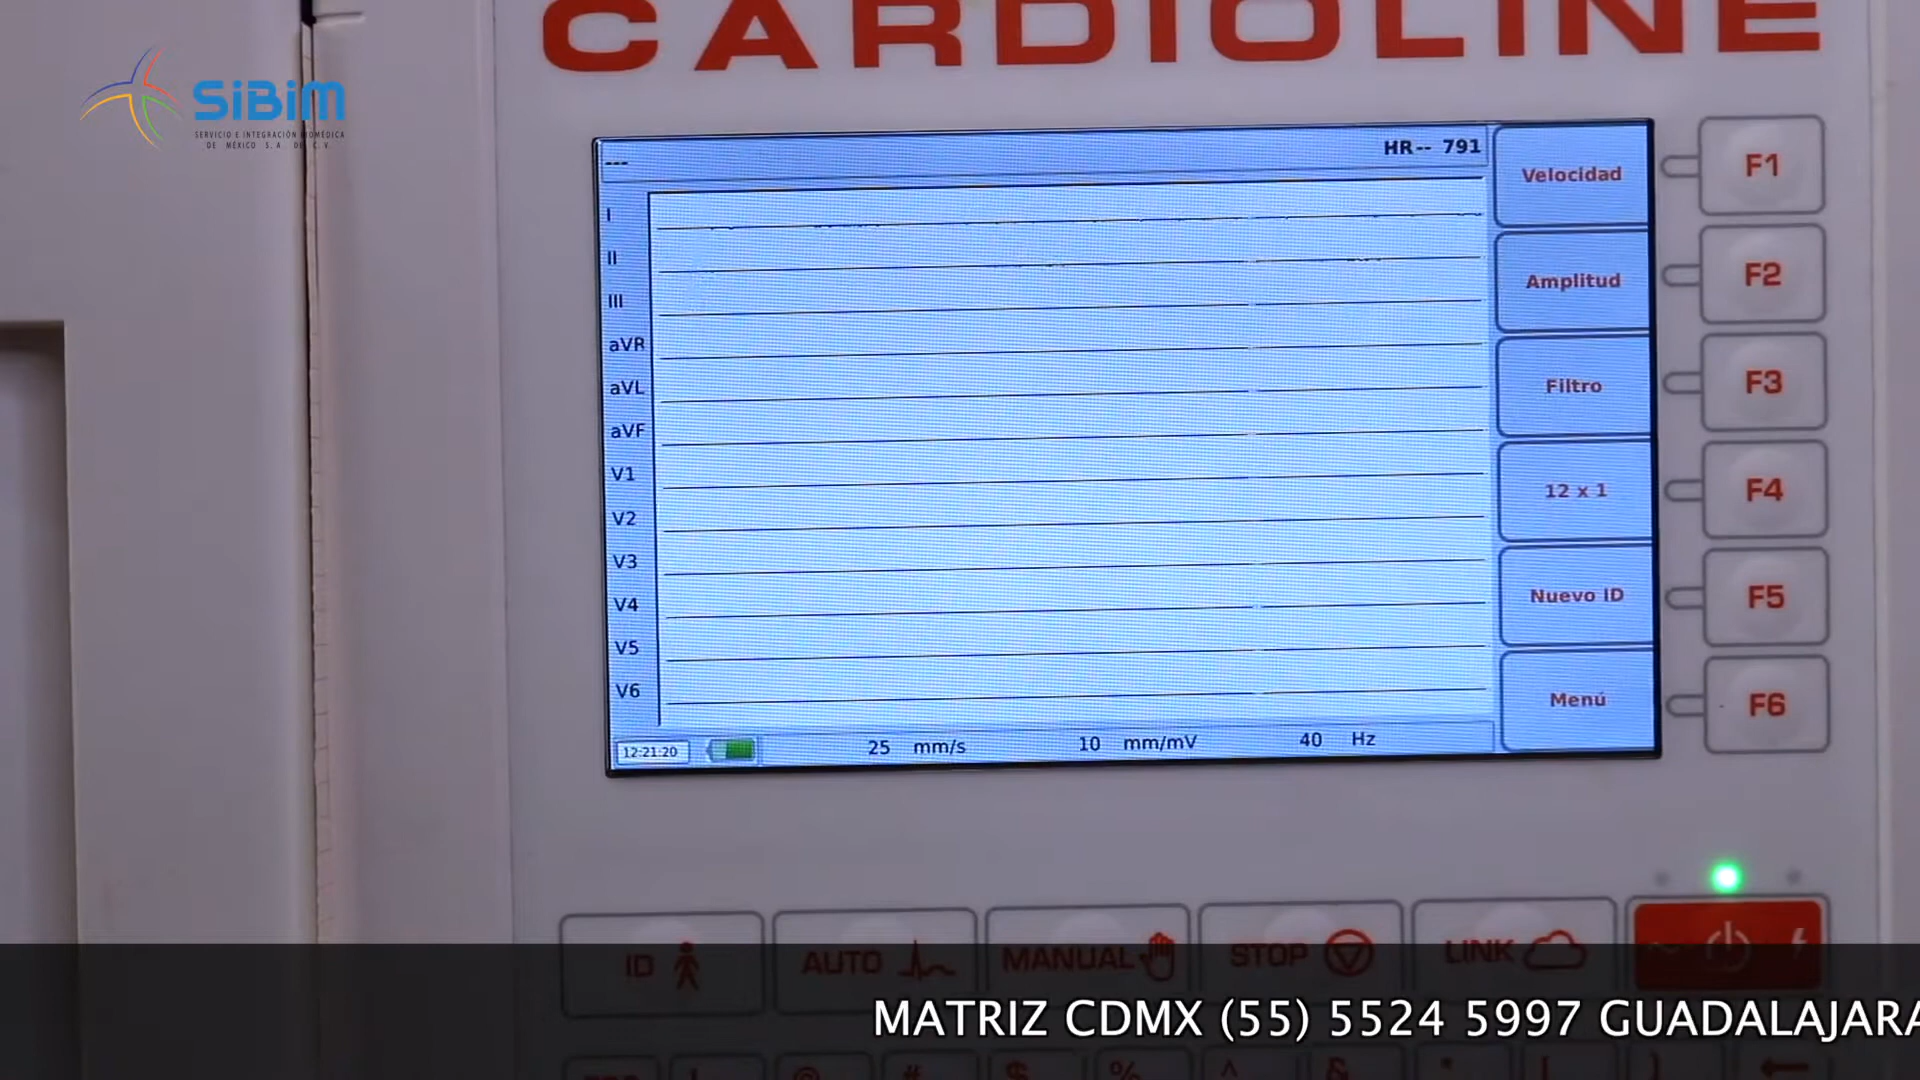 CARDIOLINE
SiBiM
SERVICIO E INTEGRACIÓN BIOMÉDICA
DE MÉXICO S.A. DE C.V.
---
HR-- 791
I
II
III
aVR
aVL
aVF
V1
V2
V3
V4
V5
V6
Velocidad
Amplitud
Filtro
12 x 1
Nuevo ID
Menú
F1
F2
F3
F4
F5
F6
12:21:20
25 mm/s
10 mm/mV
40 Hz
ID
AUTO
MANUAL
STOP
LINK
MATRIZ CDMX (55) 5524 5997 GUADALAJARA
@ # $ % ^ &